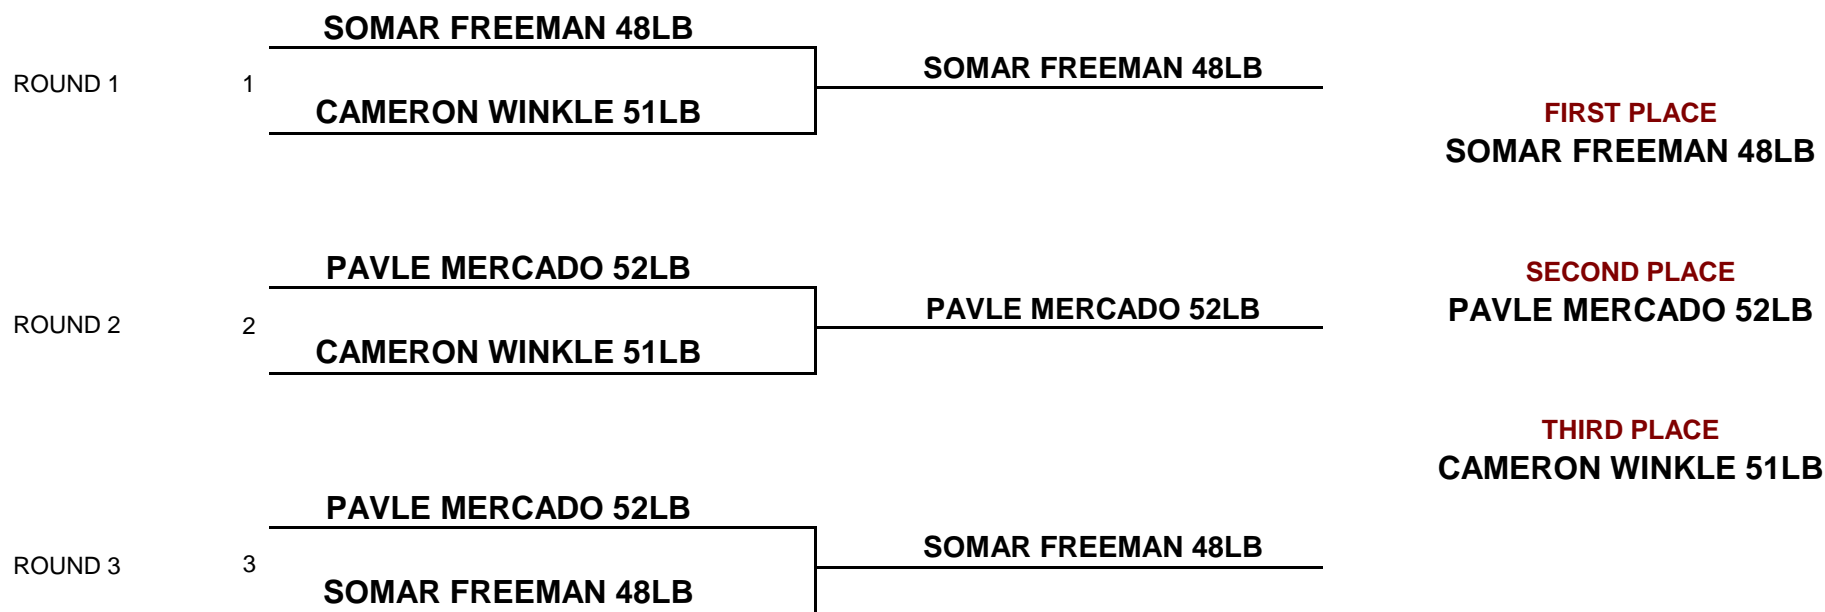 SOMAR FREEMAN 48LB
ROUND 1
1
SOMAR FREEMAN 48LB
CAMERON WINKLE 51LB
FIRST PLACE
SOMAR FREEMAN 48LB
PAVLE MERCADO 52LB
SECOND PLACE
ROUND 2
2
PAVLE MERCADO 52LB
PAVLE MERCADO 52LB
CAMERON WINKLE 51LB
THIRD PLACE
CAMERON WINKLE 51LB
PAVLE MERCADO 52LB
ROUND 3
3
SOMAR FREEMAN 48LB
SOMAR FREEMAN 48LB